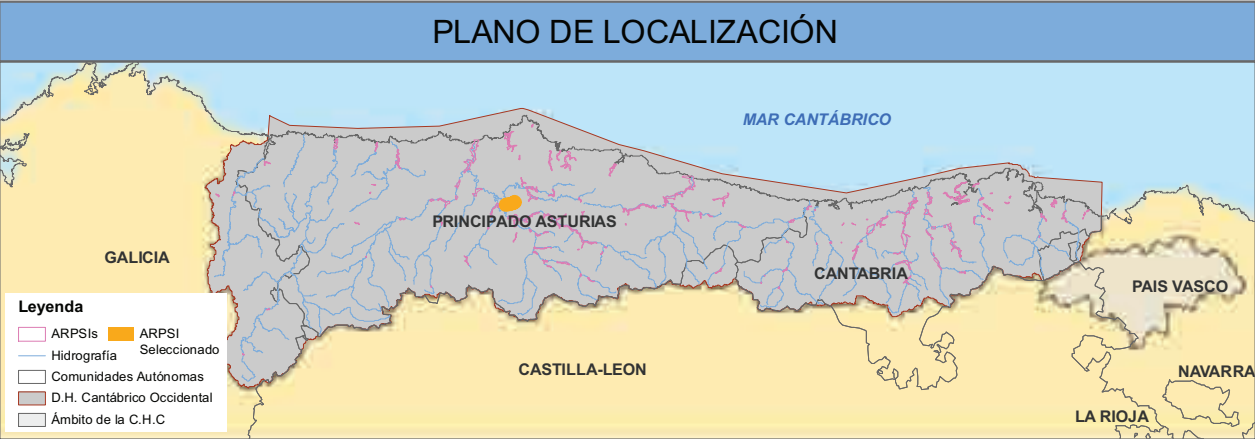 PLANO DE LOCALIZACIÓN
MAR CANTÁBRICO
PRINCIPADO ASTURIAS
GALICIA
CANTABRIA
PAIS VASCO
CASTILLA-LEON
NAVARRA
LA RIOJA
Leyenda
ARPSIs
ARPSI
Seleccionado
Hidrografía
Comunidades Autónomas
D.H. Cantábrico Occidental
Ámbito de la C.H.C